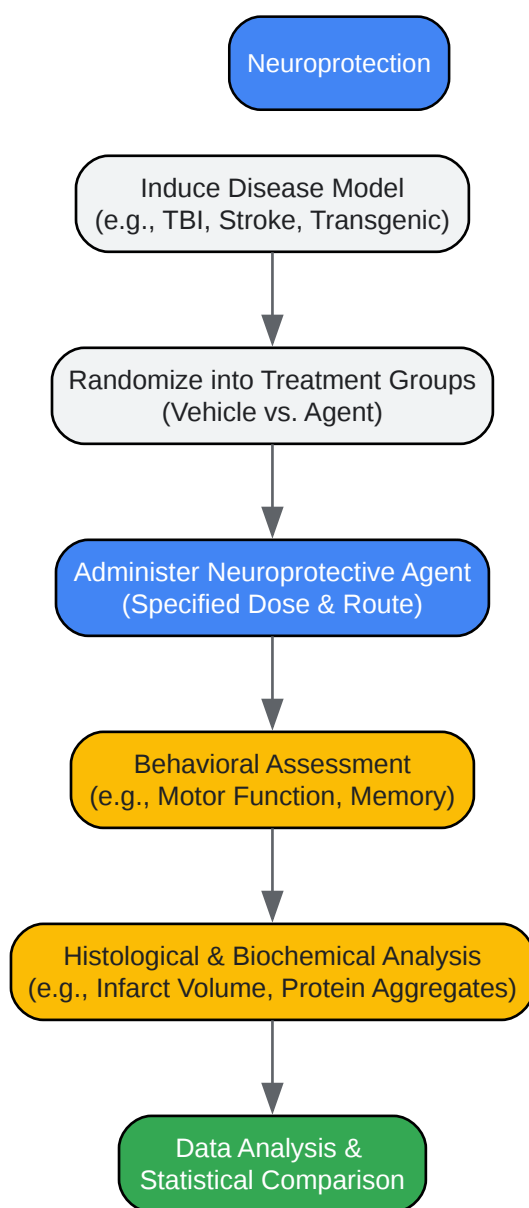 Neuroprotection
Induce Disease Model
(e.g., TBI, Stroke, Transgenic)
Randomize into Treatment Groups
(Vehicle vs. Agent)
Administer Neuroprotective Agent
(Specified Dose & Route)
Behavioral Assessment
(e.g., Motor Function, Memory)
Histological & Biochemical Analysis
(e.g., Infarct Volume, Protein Aggregates)
Data Analysis &
Statistical Comparison